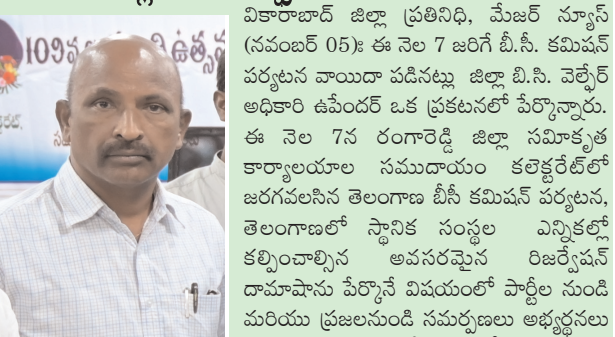 109వ
ఉత్స
వికారాబాద్ జిల్లా ప్రతినిధి, మేజర్ న్యూస్
(నవంబర్ 05)ః ఈ నెల 7 జరిగే బీ.సీ. కమిషన్
పర్యటన వాయిదా పడినట్లు జిల్లా బి.సి. వెల్ఫేర్
అధికారి ఉపేందర్ ఒక ప్రకటనలో పేర్కొన్నారు.
ఈ నెల 7న రంగారెడ్డి జిల్లా సమీకృత
కార్యాలయాల సముదాయం కలెక్టరేట్‌లో
జరగవలసిన తెలంగాణ బీసీ కమిషన్ పర్యటన,
తెలంగాణలో స్థానిక సంస్థల ఎన్నికల్లో
కల్పించాల్సిన అవసరమైన రిజర్వేషన్
దామాషాను పేర్కొనే విషయంలో పార్టీల నుండి
మరియు ప్రజలనుండి సమర్పణలు అభ్యర్థనలు